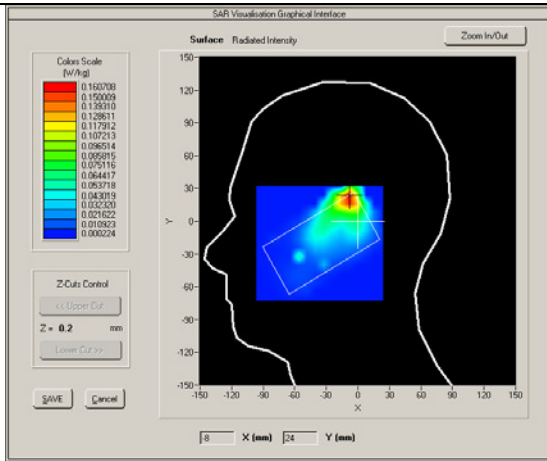 SAR Visualisation Graphical Interface
Surface Radiated Intensity
Zoom In/Out
Colors Scale
(W/kg)
0.160708
0.150009
0.139310
0.128611
0.117912
0.107213
0.096514
0.085815
0.075116
0.064417
0.053718
0.043019
0.032320
0.021622
0.010923
0.000224
Z-Cuts Control
<< Upper Cut
Z = 0.2 mm
Lower Cut >>
SAVE Cancel
150
120
90
60
30
0
-30
-60
-90
-120
-150
Y
-150 -120 -90 -60 -30 0 30 60 90 120 150
X
-8 X (mm) 24 Y (mm)